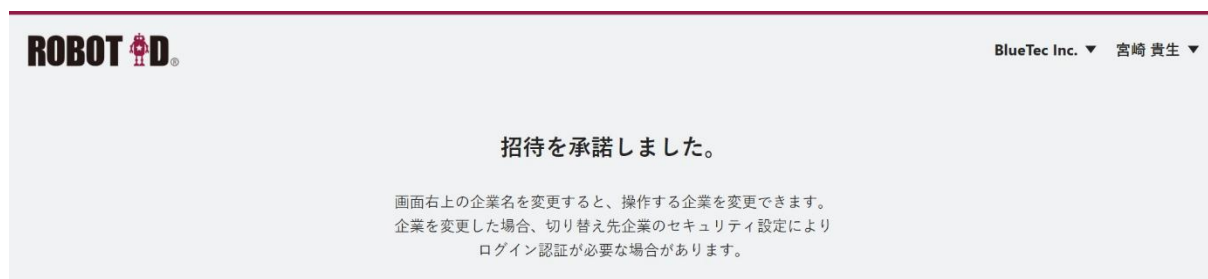 ROBOT ID®
BlueTec Inc. ▼ 宮崎 貴生 ▼
招待を承諾しました。
画面右上の企業名を変更すると、操作する企業を変更できます。
企業を変更した場合、切り替え先企業のセキュリティ設定により
ログイン認証が必要な場合があります。